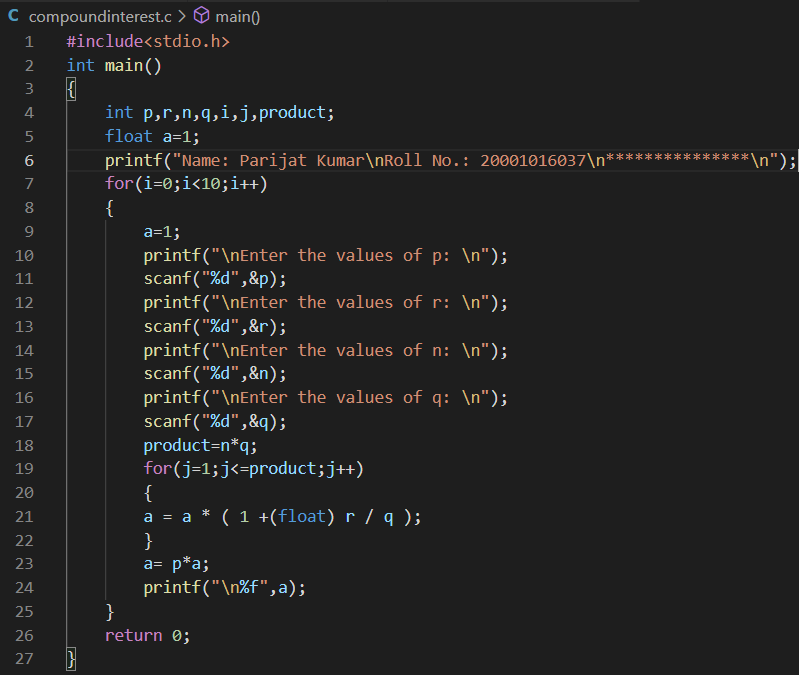 C compoundinterest.c > main()
1 #include<stdio.h>
2 int main()
3 {
4 int p,r,n,q,i,j,product;
5 float a=1;
6 printf("Name: Parijat Kumar\nRoll No.: 20001016037\n***************\n");
7 for(i=0;i<10;i++)
8 {
9 a=1;
10 printf("\nEnter the values of p: \n");
11 scanf("%d",&p);
12 printf("\nEnter the values of r: \n");
13 scanf("%d",&r);
14 printf("\nEnter the values of n: \n");
15 scanf("%d",&n);
16 printf("\nEnter the values of q: \n");
17 scanf("%d",&q);
18 product=n*q;
19 for(j=1;j<=product;j++)
20 {
21 a = a * ( 1 +(float) r / q );
22 }
23 a= p*a;
24 printf("\n%f",a);
25 }
26 return 0;
27 }